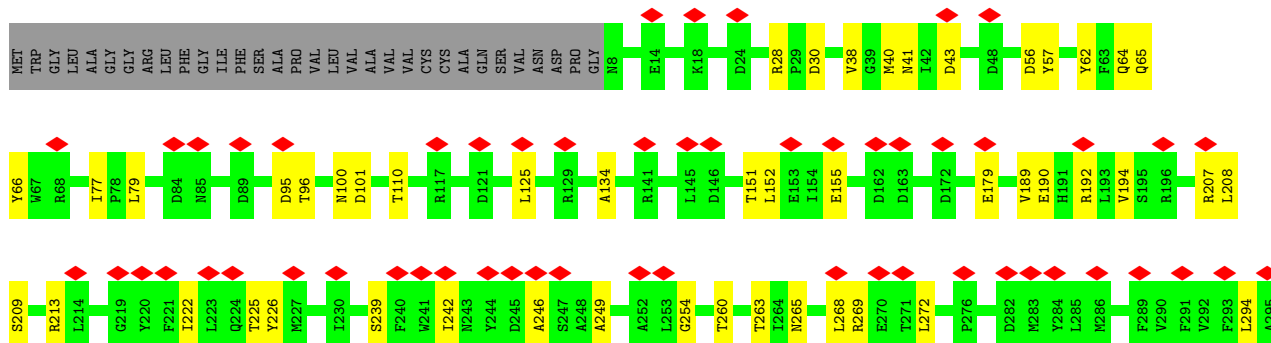 MET TRP GLY LEU ALA GLY GLY ARG LEU PHE GLY ILE PHE SER ALA PRO VAL LEU VAL ALA VAL VAL CYS CYS ALA GLN SER VAL ASN ASP PRO GLY N8 E14 K18 D24 R28 P29 D30 V38 G39 M40 N41 I42 D43 D48 D56 Y57 Y62 F63 Q64 Q65
Y66 W67 R68 I77 P78 L79 D84 N85 D89 D95 T96 N100 D101 T110 R117 D121 L125 R129 A134 R141 L145 D146 T151 L152 E153 I154 E155 D162 D163 D172 E179 V189 E190 H191 R192 L193 V194 S195 R196 R207 L208
S209 R213 L214 G219 Y220 F221 I222 L223 Q224 T225 Y226 M227 I230 S239 F240 W241 I242 N243 Y244 D245 A246 S247 A248 A249 A252 L253 G254 T260 T263 I264 N265 L268 R269 E270 T271 L272 P276 D282 M283 Y284 L285 M286 F289 V290 F291 V292 F293 L294 A295